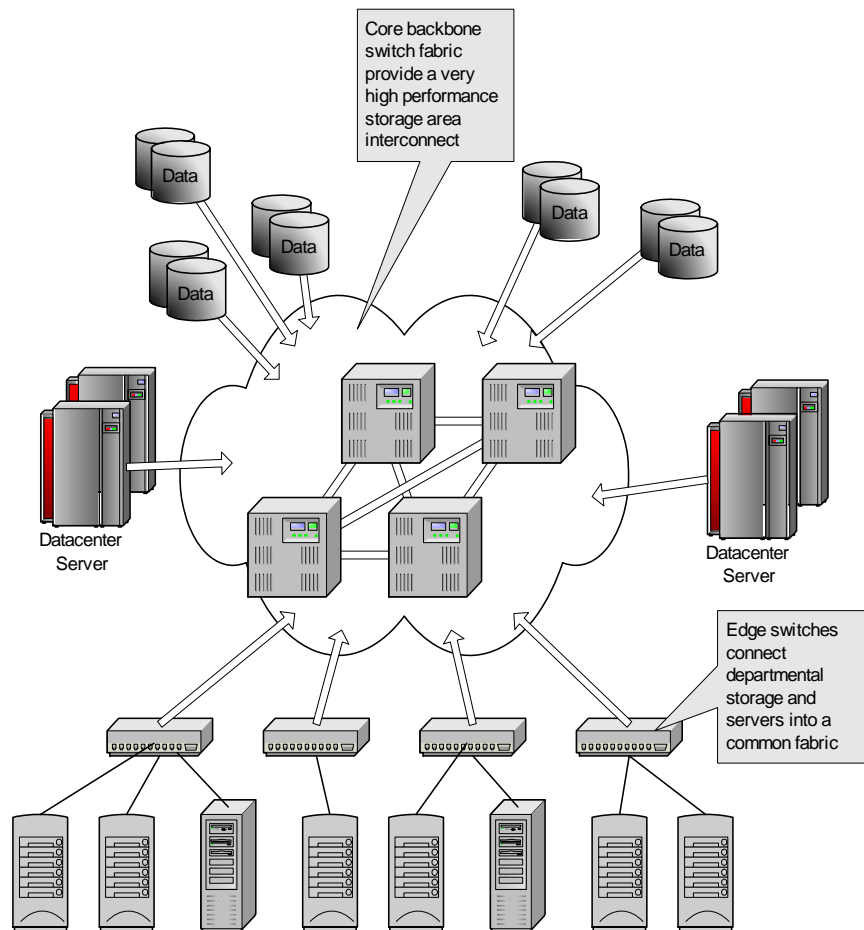 Core backbone
switch fabric
provide a very
high performance
storage area
interconnect
Data
Data
Data
Data
Data
Datacenter
Server
Datacenter
Server
Edge switches
connect
departmental
storage and
servers into a
common fabric